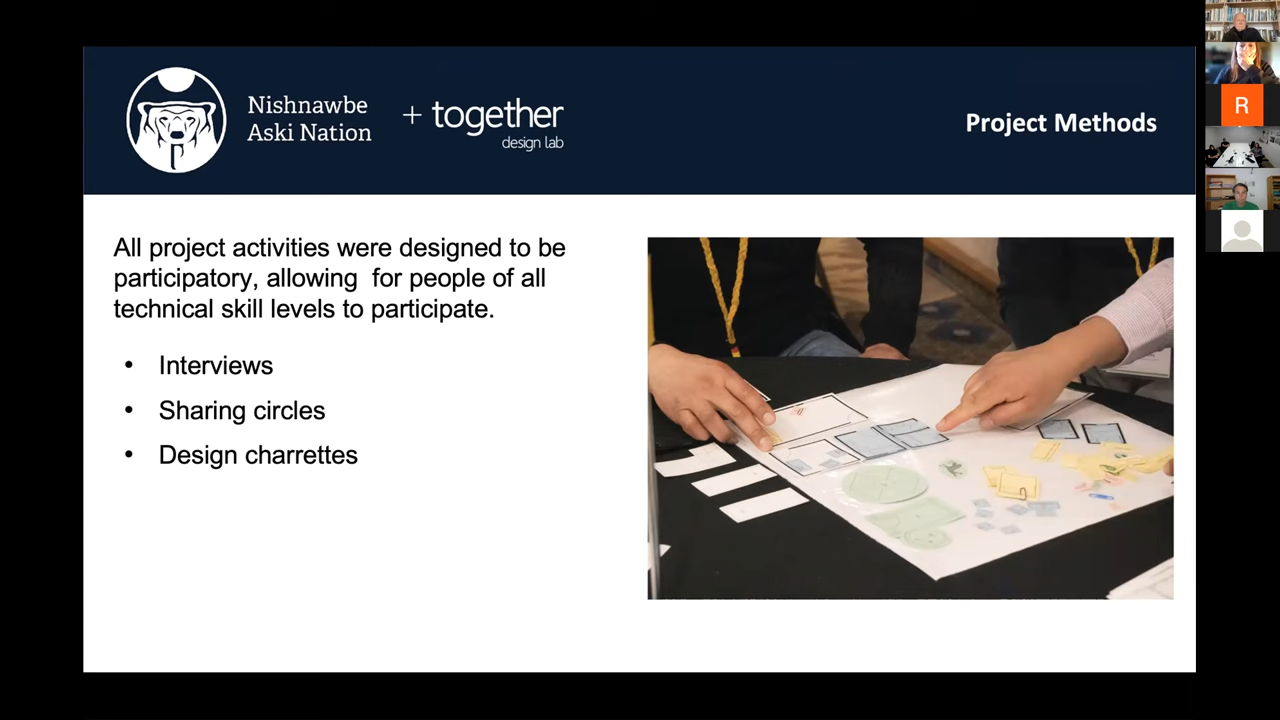 Nishnawbe
Aski Nation
+ together
design lab
Project Methods
All project activities were designed to be
participatory, allowing  for people of all
technical skill levels to participate.
• Interviews
• Sharing circles
• Design charrettes
R